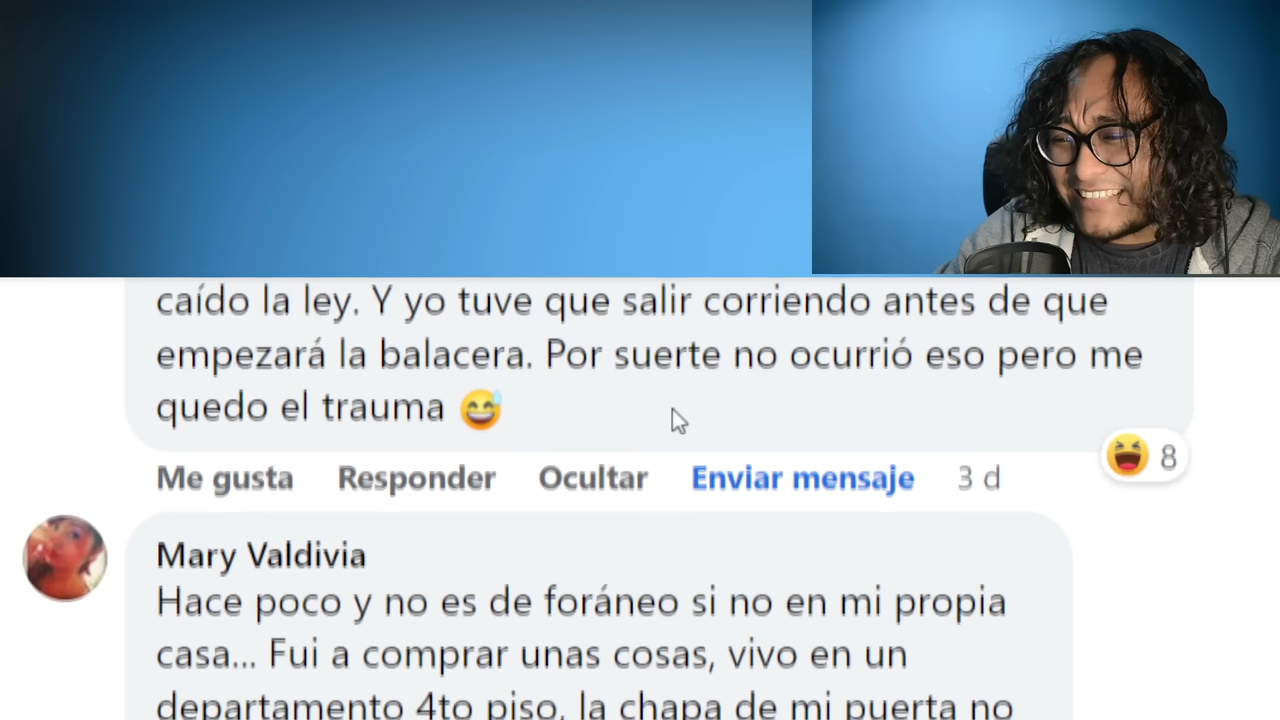 caído la ley. Y yo tuve que salir corriendo antes de que
empezará la balacera. Por suerte no ocurrió eso pero me
quedo el trauma 😅
8
Me gusta Responder Ocultar Enviar mensaje 3 d
Mary Valdivia
Hace poco y no es de foráneo si no en mi propia
casa... Fui a comprar unas cosas, vivo en un
departamento 4to piso, la chapa de mi puerta no